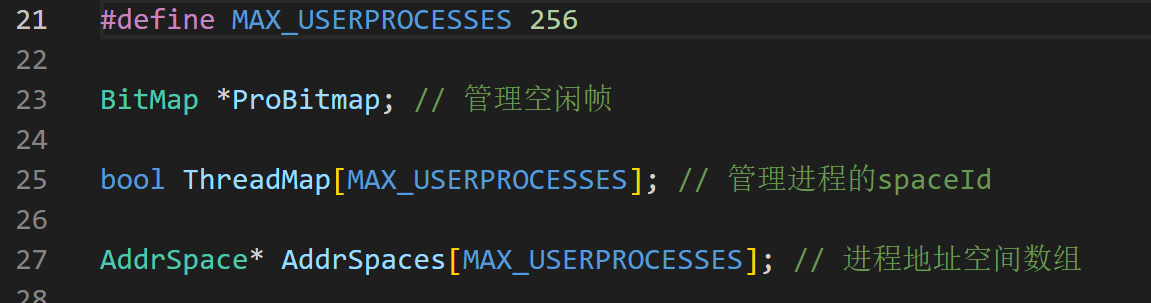 21 #define MAX_USERPROCESSES 256
22
23 BitMap *ProBitmap; // 管理空闲帧
24
25 bool ThreadMap[MAX_USERPROCESSES]; // 管理进程的spaceId
26
27 AddrSpace* AddrSpaces[MAX_USERPROCESSES]; // 进程地址空间数组
28